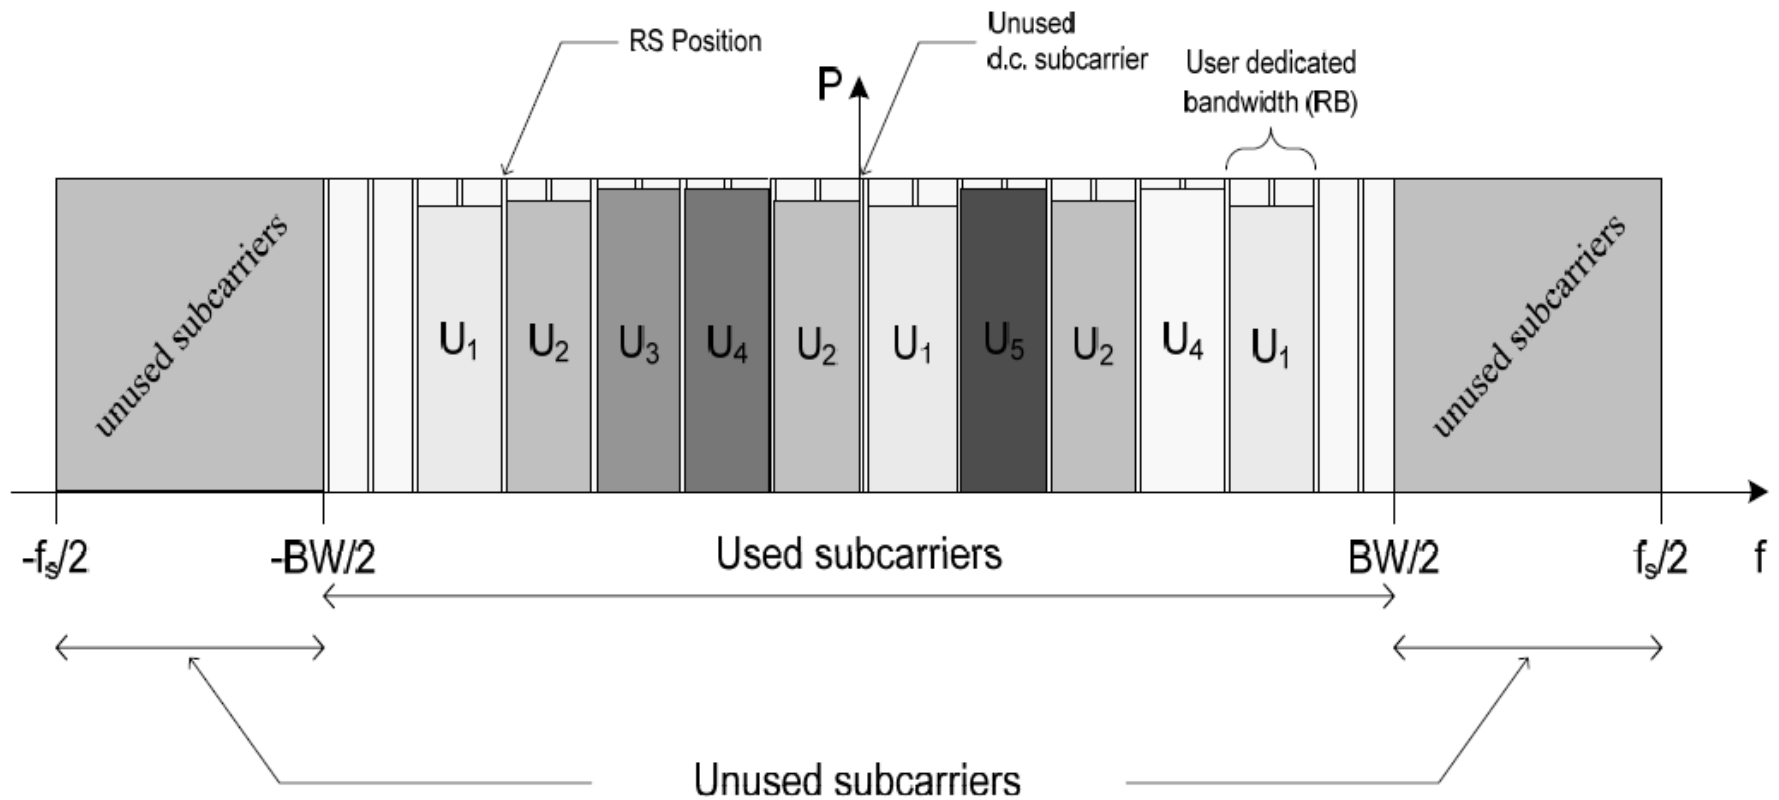 RS Position
Unused
d.c. subcarrier
User dedicated
bandwidth (RB)
P
unused subcarriers
U1
U2
U3
U4
U2
U1
U5
U2
U4
U1
unused subcarriers
-fs/2
-BW/2
Used subcarriers
BW/2
fs/2
f
Unused subcarriers